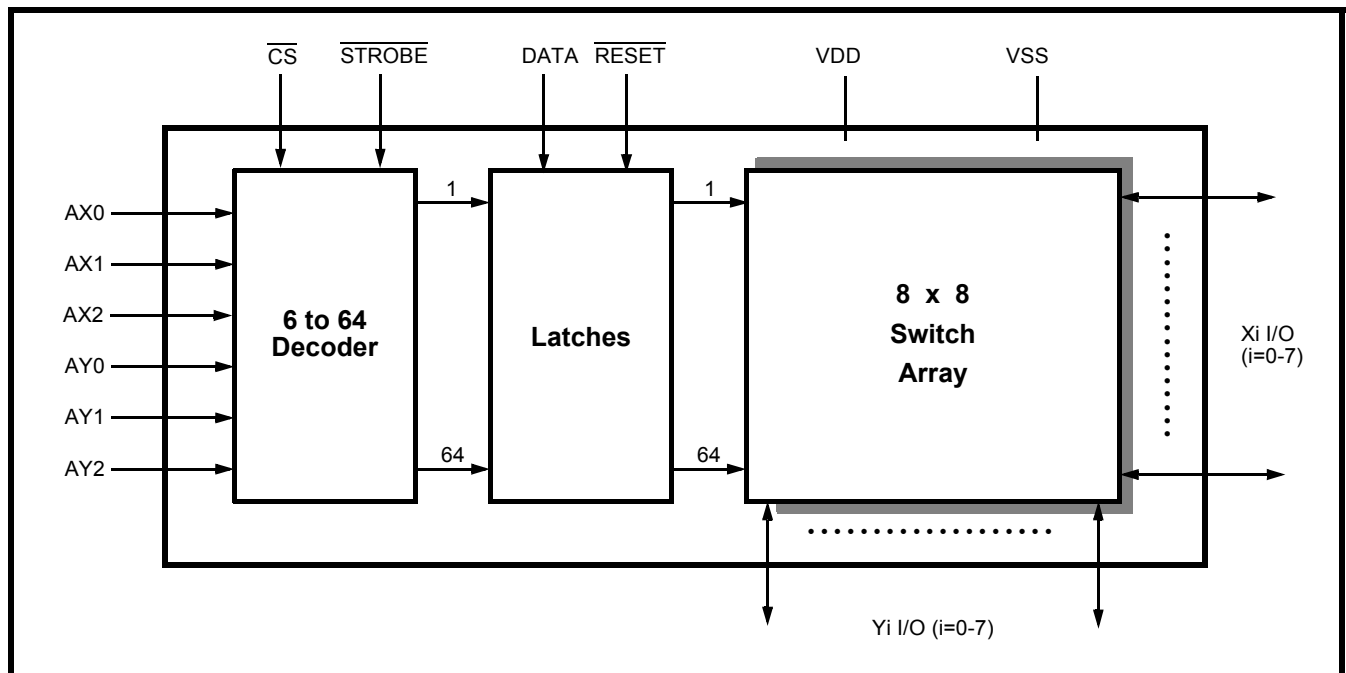 CS STROBE DATA RESET VDD VSS
AX0
AX1
AX2
AY0
AY1
AY2
6 to 64
Decoder
1
64
Latches
1
64
8 x 8
Switch
Array
Xi I/O
(i=0-7)
Yi I/O (i=0-7)